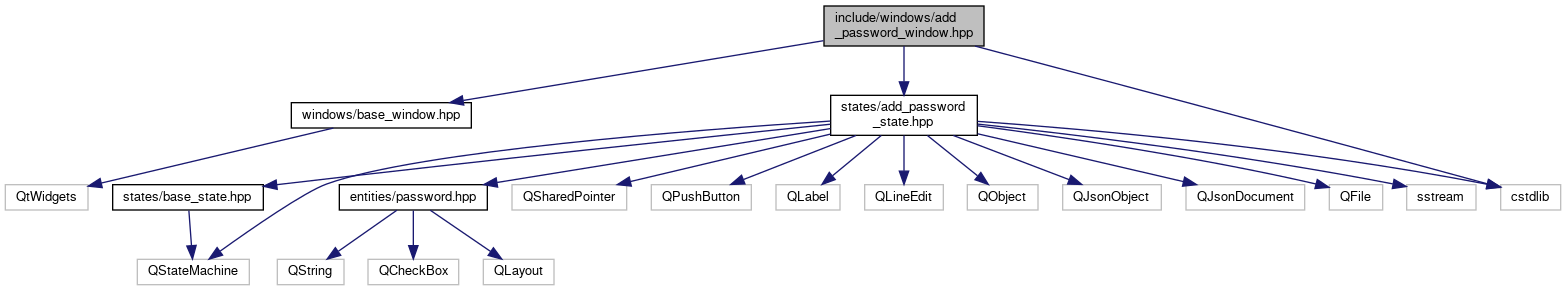 include/windows/add
_password_window.hpp
windows/base_window.hpp
states/add_password
_state.hpp
QtWidgets
states/base_state.hpp
entities/password.hpp
QSharedPointer
QPushButton
QLabel
QLineEdit
QObject
QJsonObject
QJsonDocument
QFile
sstream
cstdlib
QStateMachine
QString
QCheckBox
QLayout